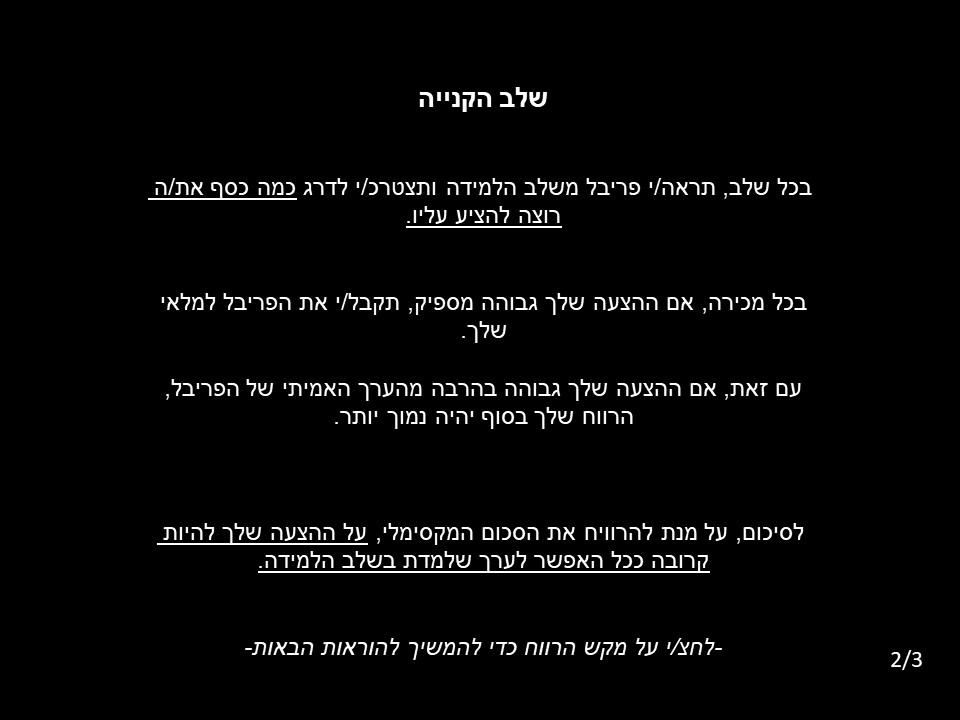 שלב הקנייה
בכל שלב, תראה/י פריבל משלב הלמידה ותצטרכ/י לדרג כמה כסף את/ה
רוצה להציע עליו.
בכל מכירה, אם ההצעה שלך גבוהה מספיק, תקבל/י את הפריבל למלאי
שלך.
עם זאת, אם ההצעה שלך גבוהה בהרבה מהערך האמיתי של הפריבל,
הרווח שלך בסוף יהיה נמוך יותר.
לסיכום, על מנת להרוויח את הסכום המקסימלי, על ההצעה שלך להיות
קרובה ככל האפשר לערך שלמדת בשלב הלמידה.
-לחצ/י על מקש הרווח כדי להמשיך להוראות הבאות-
2/3